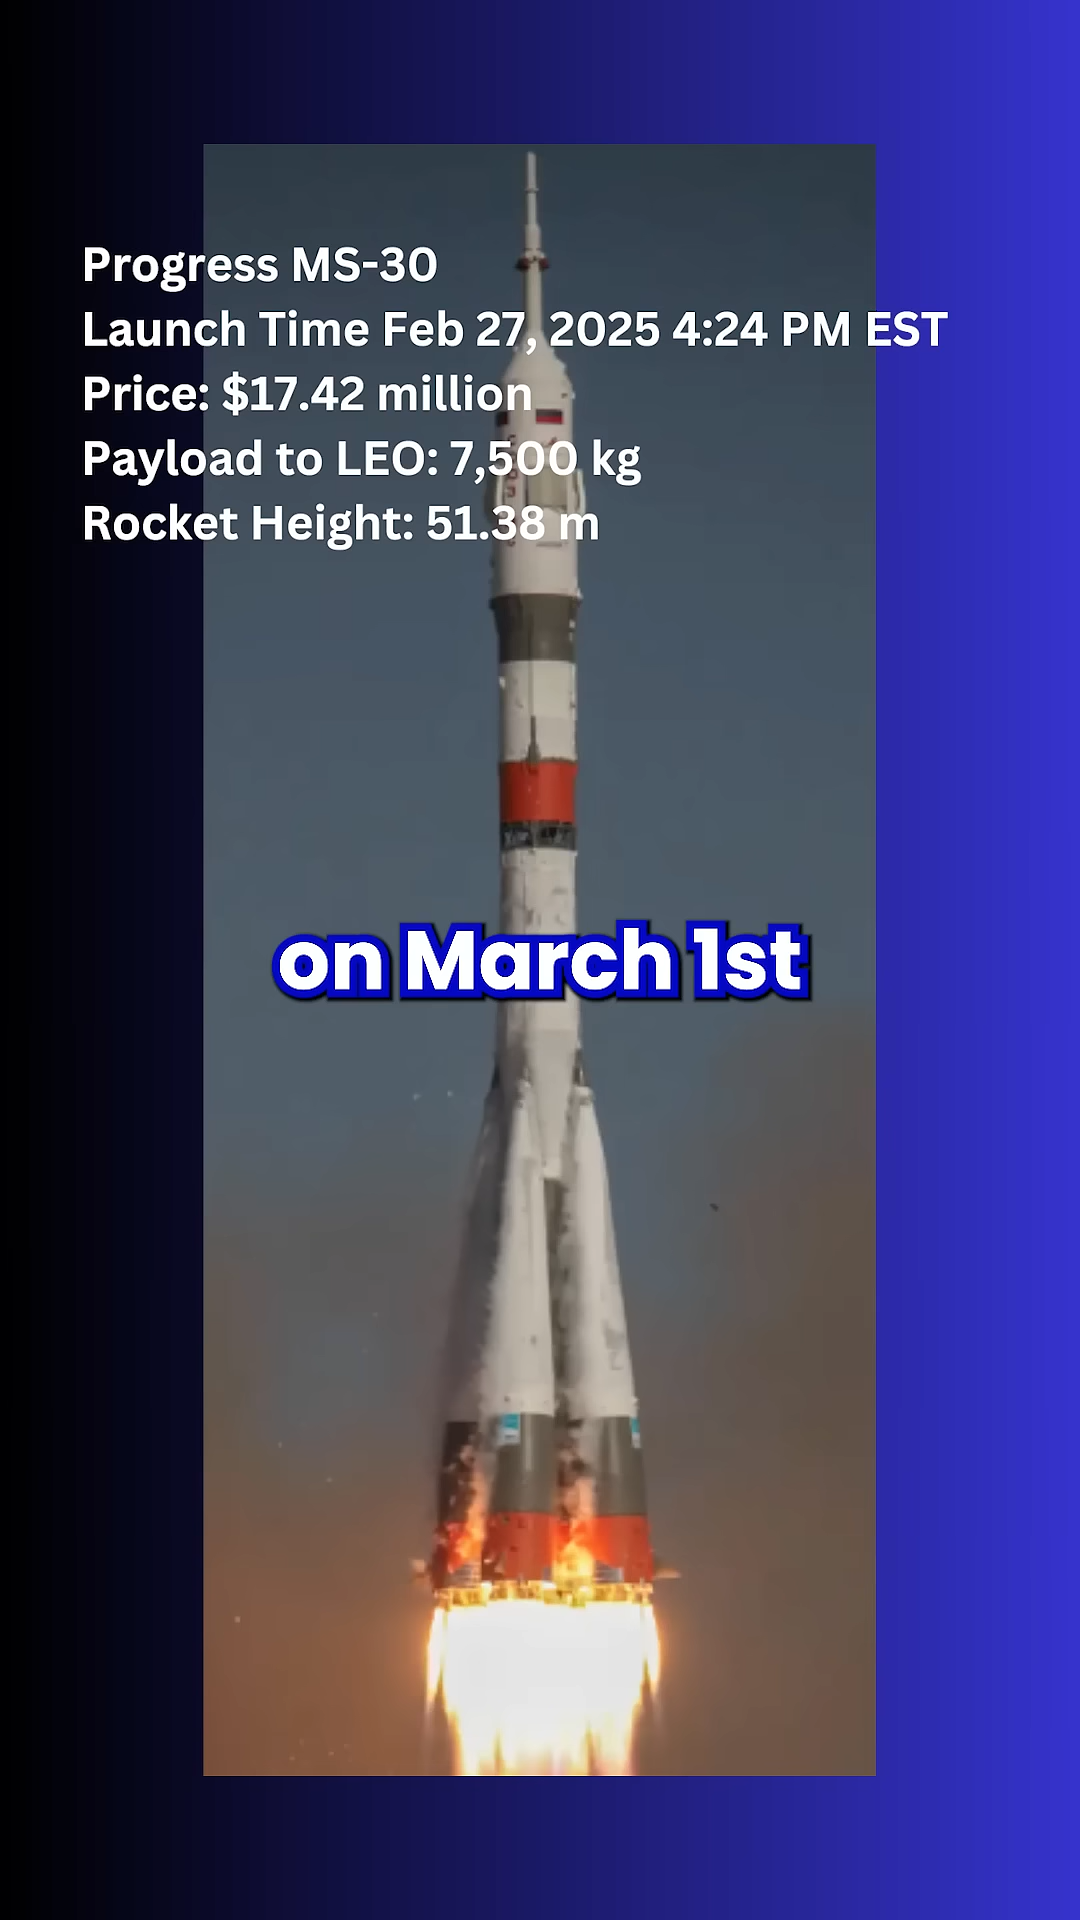 Progress MS-30
Launch Time Feb 27, 2025 4:24 PM EST
Price: $17.42 million
Payload to LEO: 7,500 kg
Rocket Height: 51.38 m
on March 1st